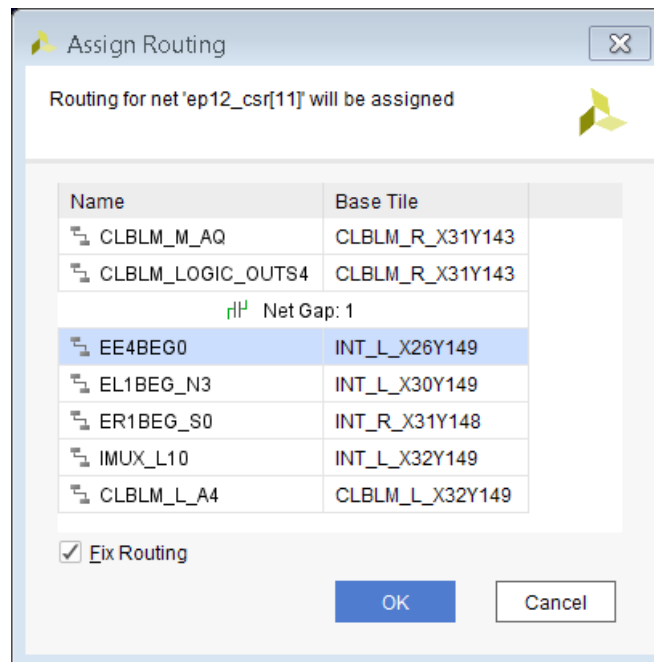 Assign Routing
Routing for net 'ep12_csr[11]' will be assigned
Name Base Tile
CLBLM_M_AQ CLBLM_R_X31Y143
CLBLM_LOGIC_OUTS4 CLBLM_R_X31Y143
Net Gap: 1
EE4BEG0 INT_L_X26Y149
EL1BEG_N3 INT_L_X30Y149
ER1BEG_S0 INT_R_X31Y148
IMUX_L10 INT_L_X32Y149
CLBLM_L_A4 CLBLM_L_X32Y149
Fix Routing
OK Cancel